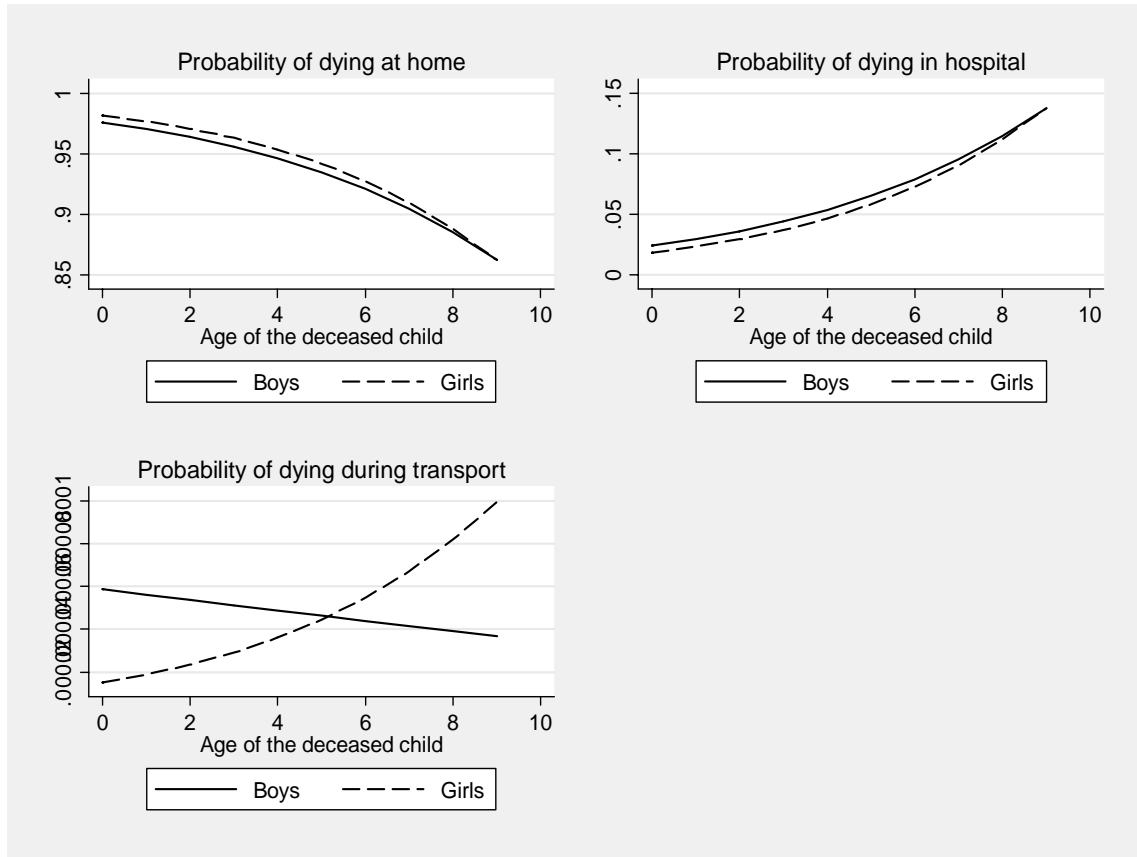 Probability of dying at home
1
.95
.9
.85
0 2 4 6 8 10
Age of the deceased child
Boys Girls
Probability of dying in hospital
.15
.1
.05
0
0 2 4 6 8 10
Age of the deceased child
Boys Girls
Probability of dying during transport
0 2 4 6 8 10
Age of the deceased child
Boys Girls